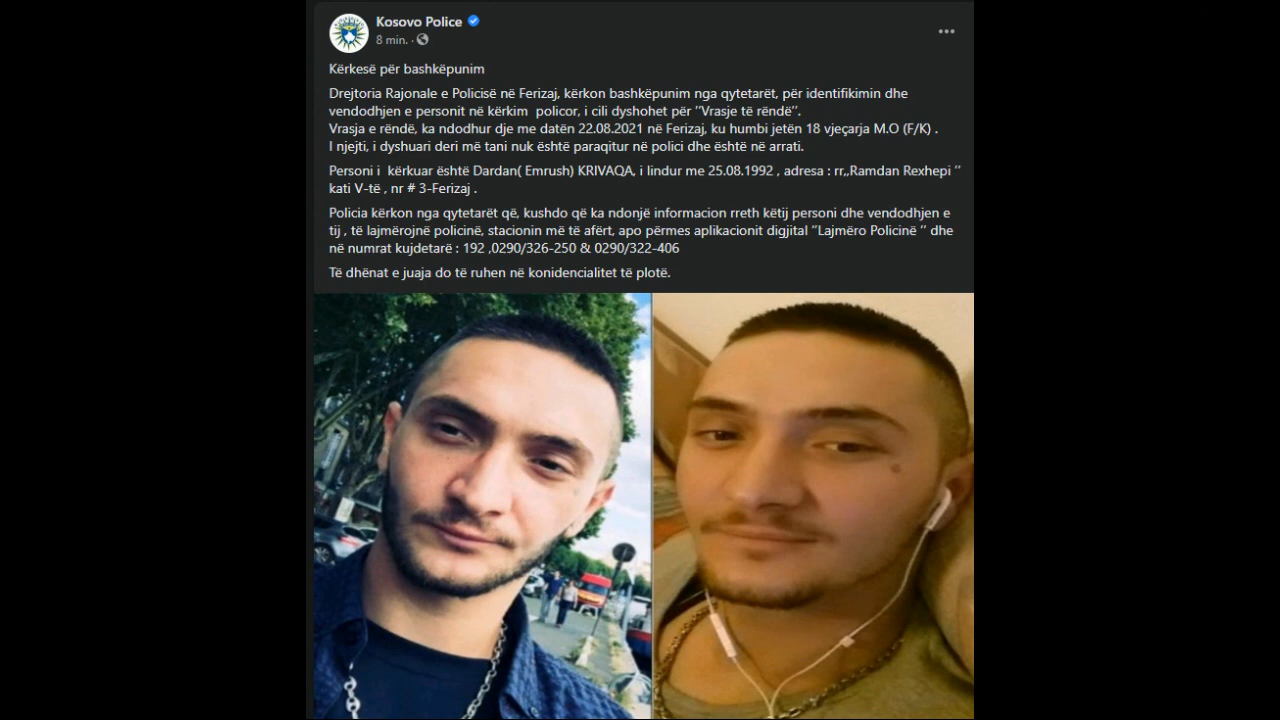 Kosovo Police
8 min. ·
Kërkesë për bashkëpunim
Drejtoria Rajonale e Policisë në Ferizaj, kërkon bashkëpunim nga qytetarët, për identifikimin dhe
vendodhjen e personit në kërkim policor, i cili dyshohet për ‘’Vrasje të rëndë’’.
Vrasja e rëndë, ka ndodhur dje me datën 22.08.2021 në Ferizaj, ku humbi jetën 18 vjeçarja M.O (F/K) .
I njejti, i dyshuari deri më tani nuk është paraqitur në polici dhe është në arrati.
Personi i kërkuar është Dardan( Emrush) KRIVAQA, i lindur me 25.08.1992 , adresa : rr,,Ramdan Rexhepi ‘’
kati V-të , nr # 3-Ferizaj .
Policia kërkon nga qytetarët që, kushdo që ka ndonjë informacion rreth këtij personi dhe vendodhjen e
tij , të lajmërojnë policinë, stacionin më të afërt, apo përmes aplikacionit digjital ‘’Lajmëro Policinë ‘’ dhe
në numrat kujdetarë : 192 ,0290/326-250 & 0290/322-406
Të dhënat e juaja do të ruhen në konidencialitet të plotë.